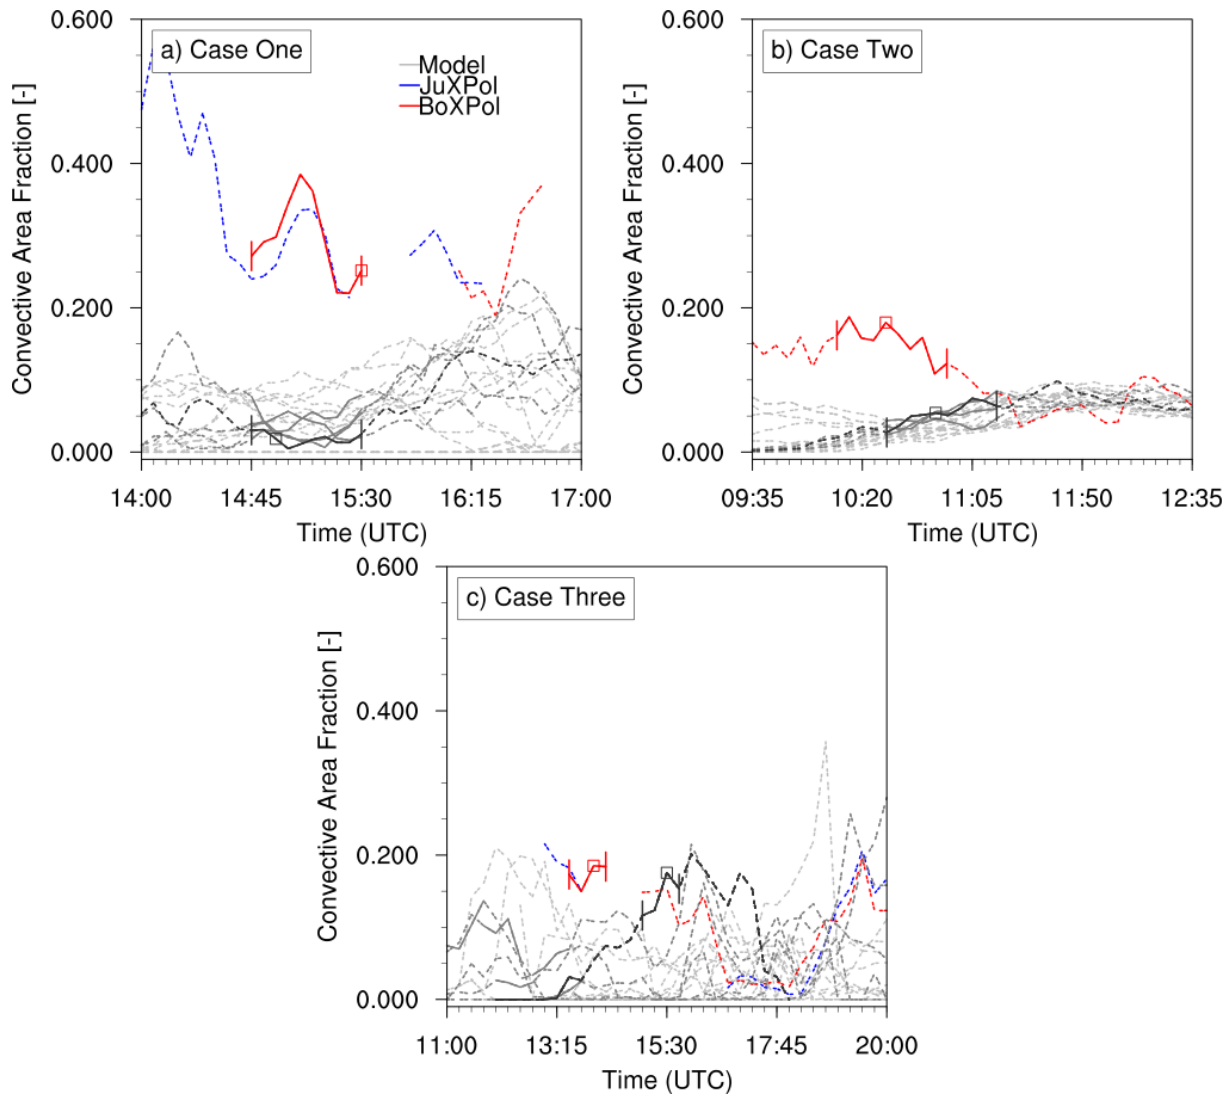 a) Case One
Model
JuXPol
BoXPol
Convective Area Fraction [-]
0.600
0.400
0.200
0.000
14:00 14:45 15:30 16:15 17:00
Time (UTC)
b) Case Two
Convective Area Fraction [-]
0.600
0.400
0.200
0.000
09:35 10:20 11:05 11:50 12:35
Time (UTC)
c) Case Three
Convective Area Fraction [-]
0.600
0.400
0.200
0.000
11:00 13:15 15:30 17:45 20:00
Time (UTC)